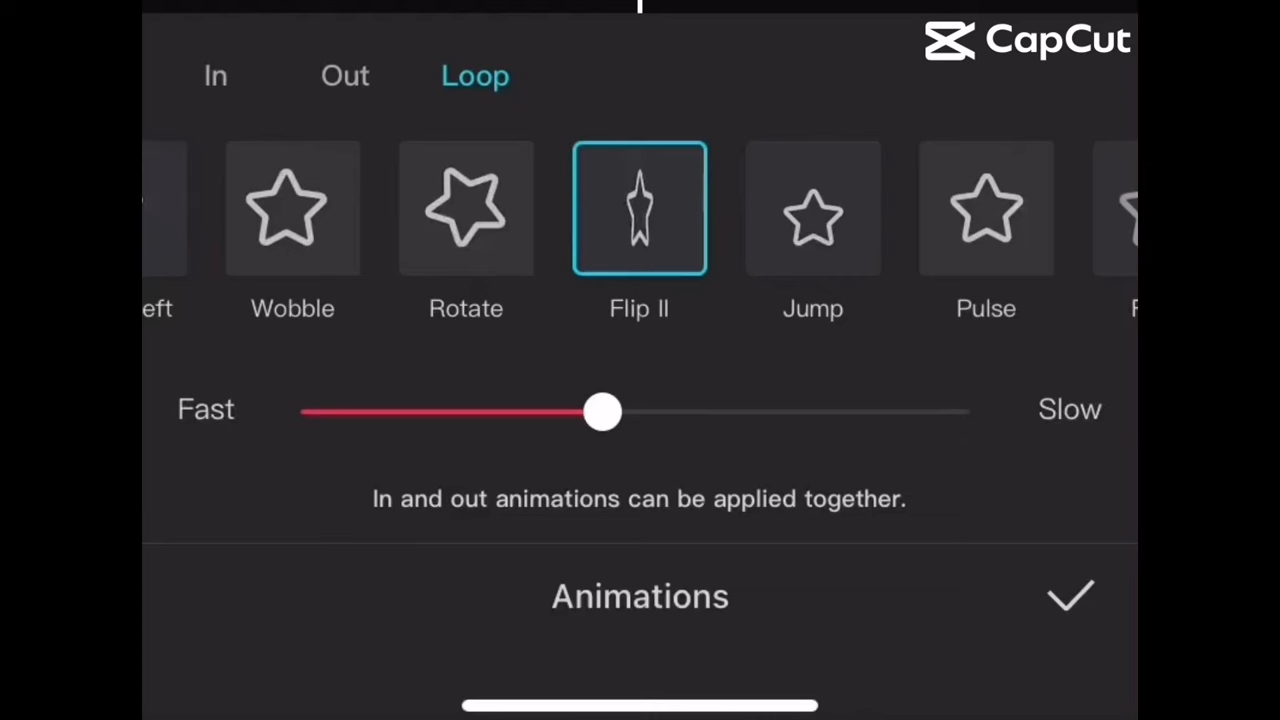 CapCut
In Out Loop
eft Wobble Rotate Flip II Jump Pulse
Fast Slow
In and out animations can be applied together.
Animations